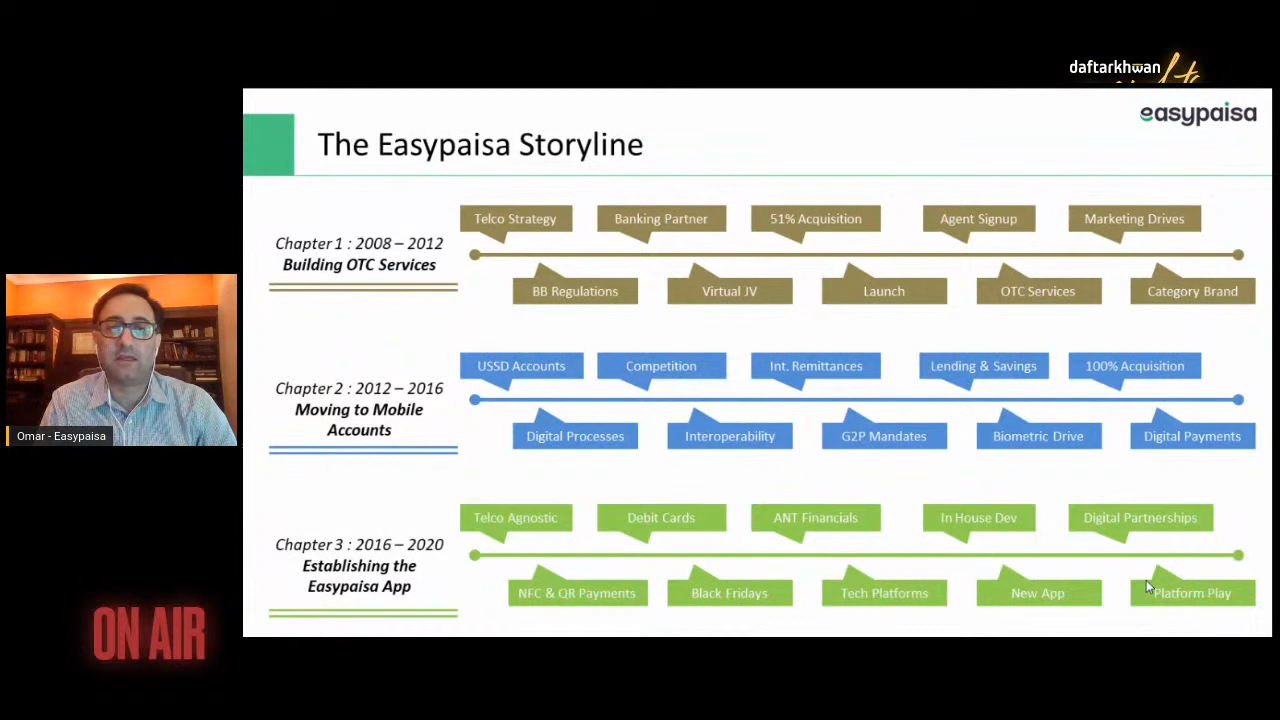 daftarkhwan
easypaisa
The Easypaisa Storyline
Chapter 1 : 2008 – 2012
Building OTC Services
Telco Strategy
Banking Partner
51% Acquisition
Agent Signup
Marketing Drives
BB Regulations
Virtual JV
Launch
OTC Services
Category Brand
Chapter 2 : 2012 – 2016
Moving to Mobile
Accounts
USSD Accounts
Competition
Int. Remittances
Lending & Savings
100% Acquisition
Digital Processes
Interoperability
G2P Mandates
Biometric Drive
Digital Payments
Chapter 3 : 2016 – 2020
Establishing the
Easypaisa App
Telco Agnostic
Debit Cards
ANT Financials
In House Dev
Digital Partnerships
NFC & QR Payments
Black Fridays
Tech Platforms
New App
Platform Play
Omar - Easypaisa
ON AIR